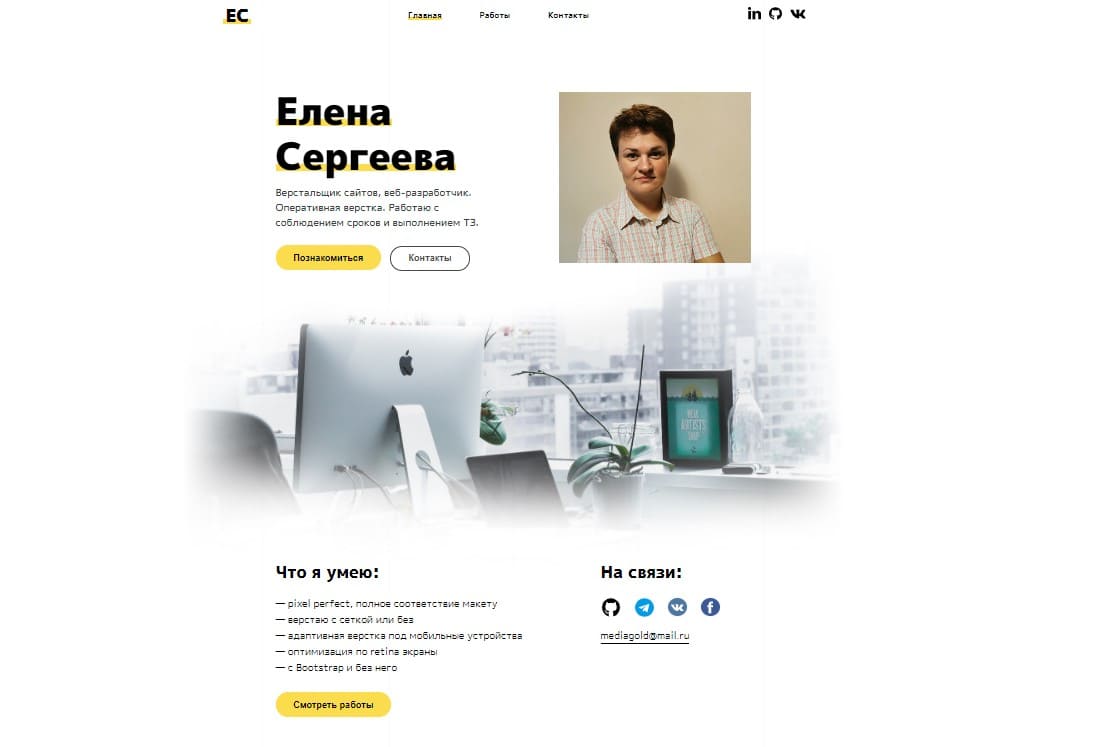 ЕС
Главная
Работы
Контакты
Елена
Сергеева
Верстальщик сайтов, веб-разработчик.
Оперативная верстка. Работаю с
соблюдением сроков и выполнением ТЗ.
Познакомиться
Контакты
ARTISTS
SHOP
Что я умею:
— pixel perfect, полное соответствие макету
— верстаю с сеткой или без
— адаптивная верстка под мобильные устройства
— оптимизация по retina экраны
— с Bootstrap и без него
Смотреть работы
На связи:
mediagold@mail.ru